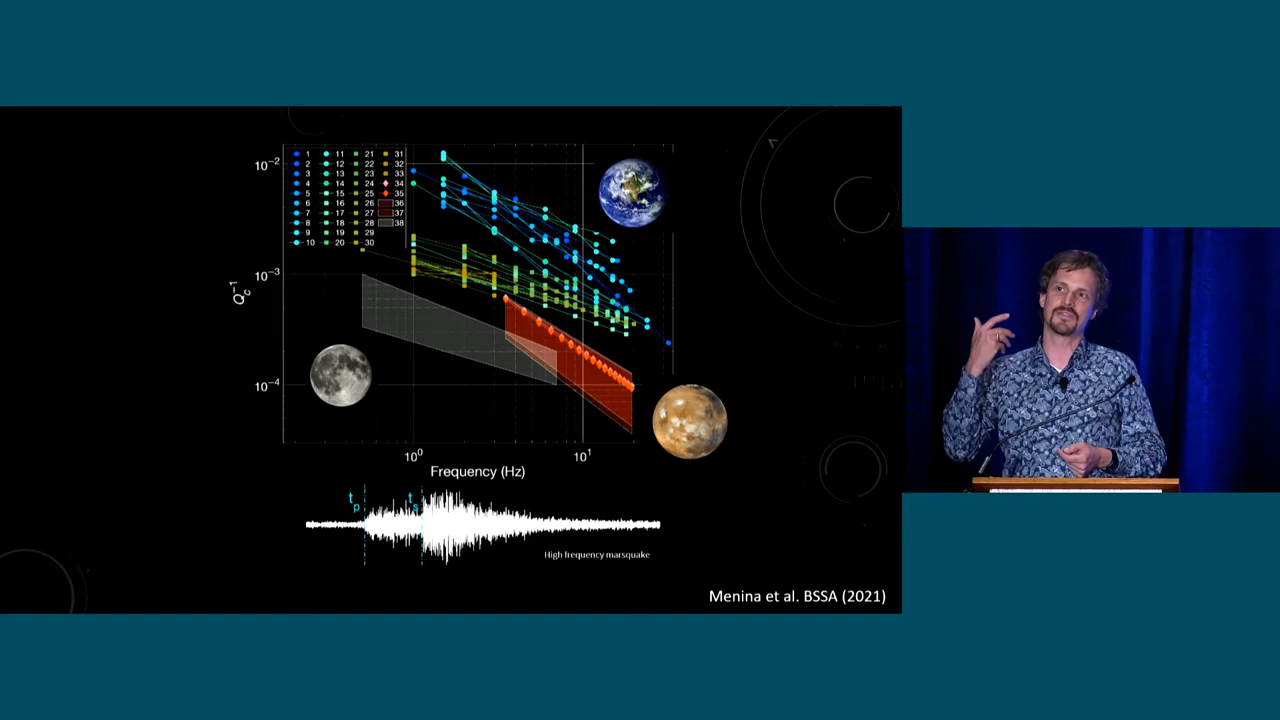 10⁻²
1 11 21 31
2 12 22 32
3 13 23 33
4 14 24 34
5 15 25 35
6 16 26 36
7 17 27 37
8 18 28 38
9 19 29
10 20 30
10⁻³
Q_c⁻¹
10⁻⁴
10⁰ 10¹
Frequency (Hz)
t_p t_s
High frequency marsquake
Menina et al. BSSA (2021)